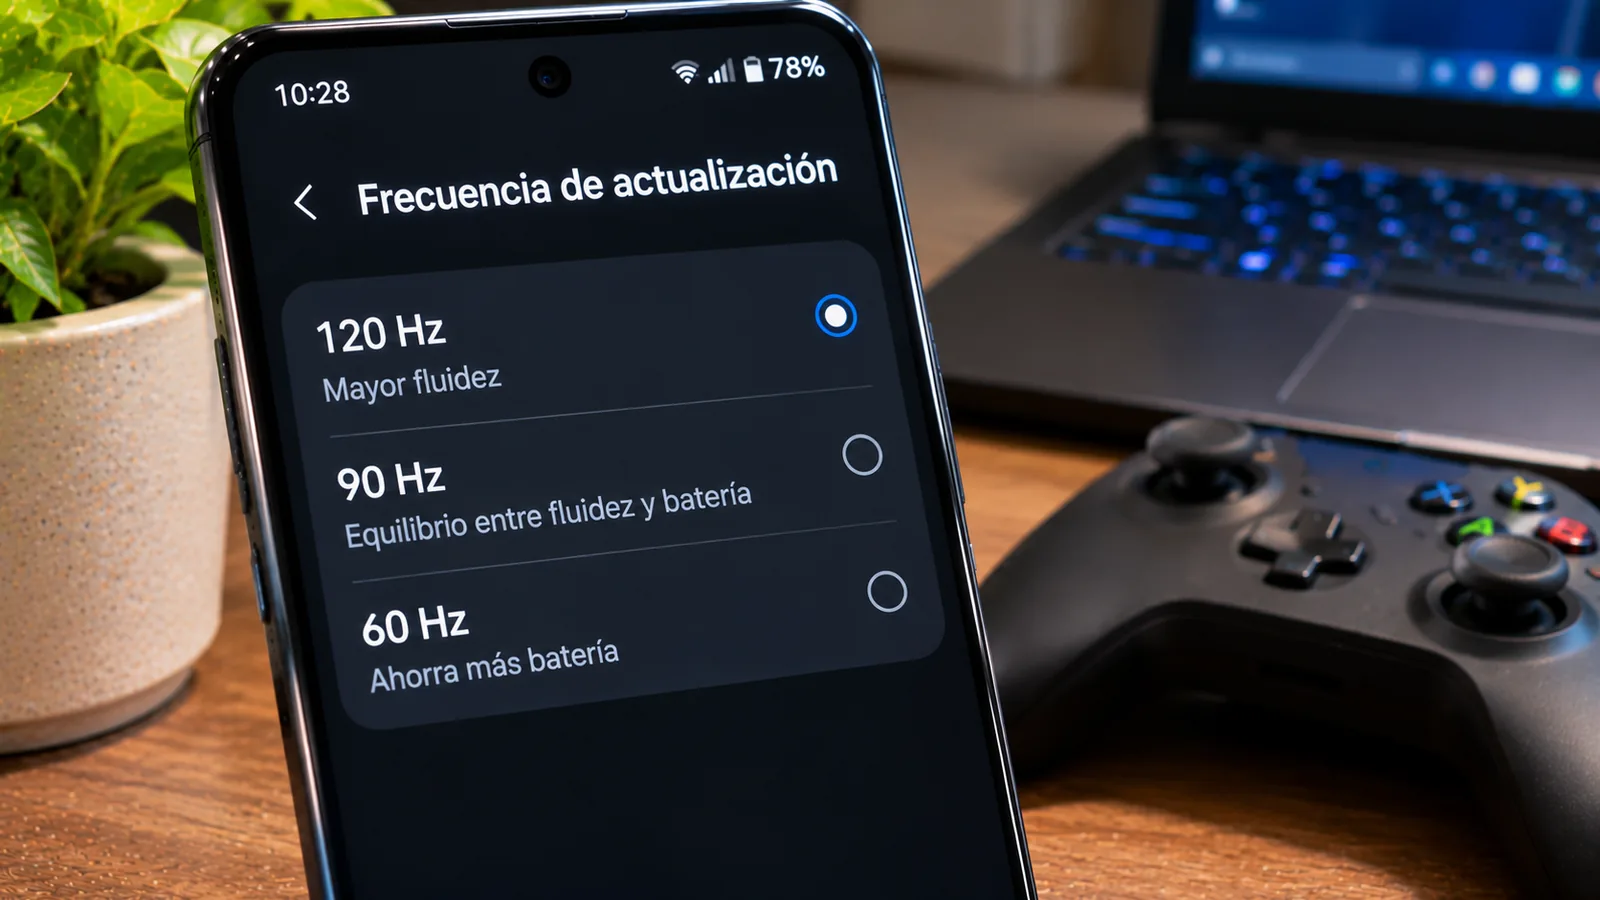 10:28
78%
Frecuencia de actualización
120 Hz
Mayor fluidez
90 Hz
Equilibrio entre fluidez y batería
60 Hz
Ahorra más batería
X
Y
A
B